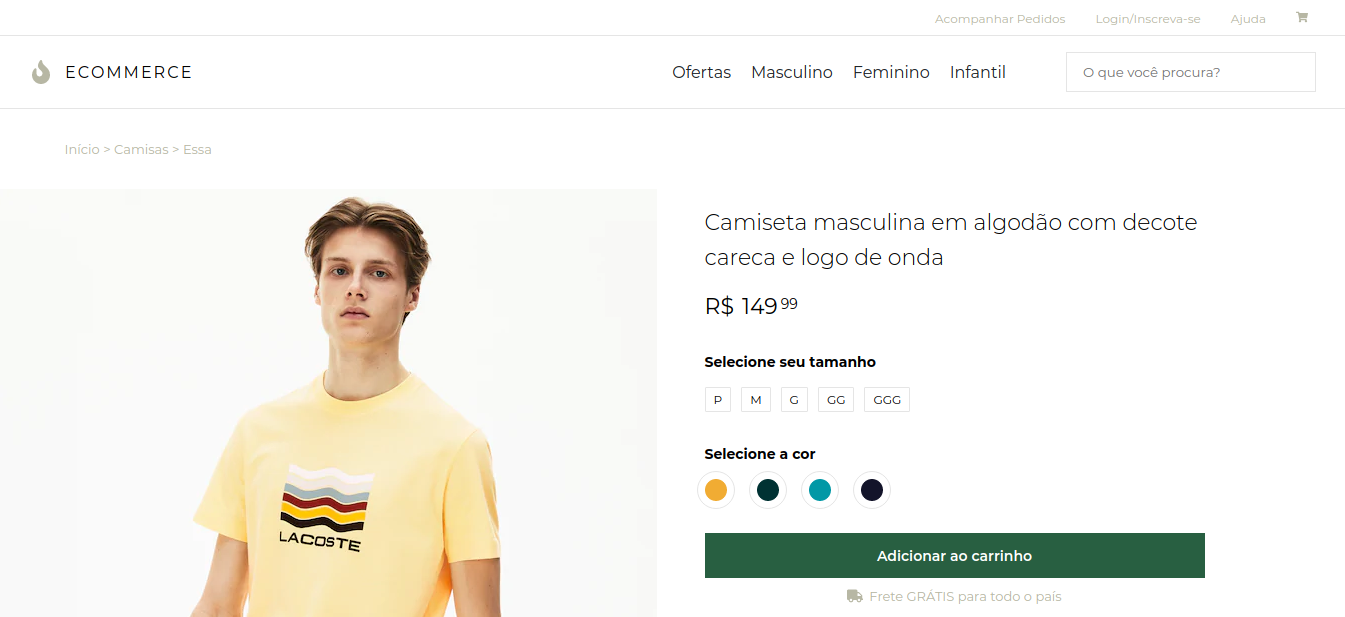 Acompanhar Pedidos Login/Inscreva-se Ajuda
ECOMMERCE Ofertas Masculino Feminino Infantil O que você procura?
Início > Camisas > Essa
Camiseta masculina em algodão com decote
careca e logo de onda
R$ 149 99
Selecione seu tamanho
P M G GG GGG
Selecione a cor
LACOSTE
Adicionar ao carrinho
Frete GRÁTIS para todo o país